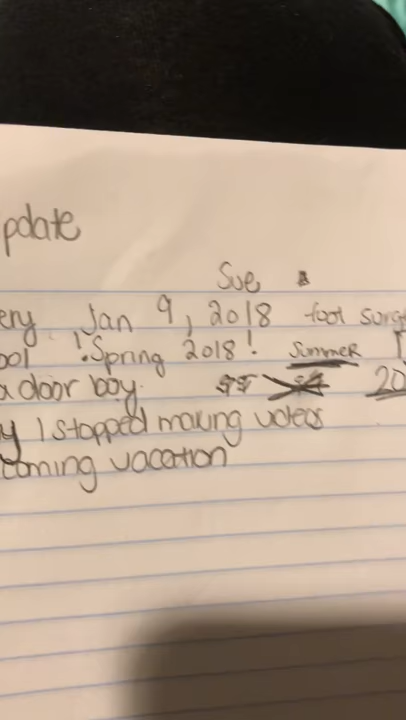 pdate
Sue
ery Jan 9, 2018 foot surg
ool !Spring 2018! Summer
a door boy. $$ 20
y I stopped making videos
coming vacation